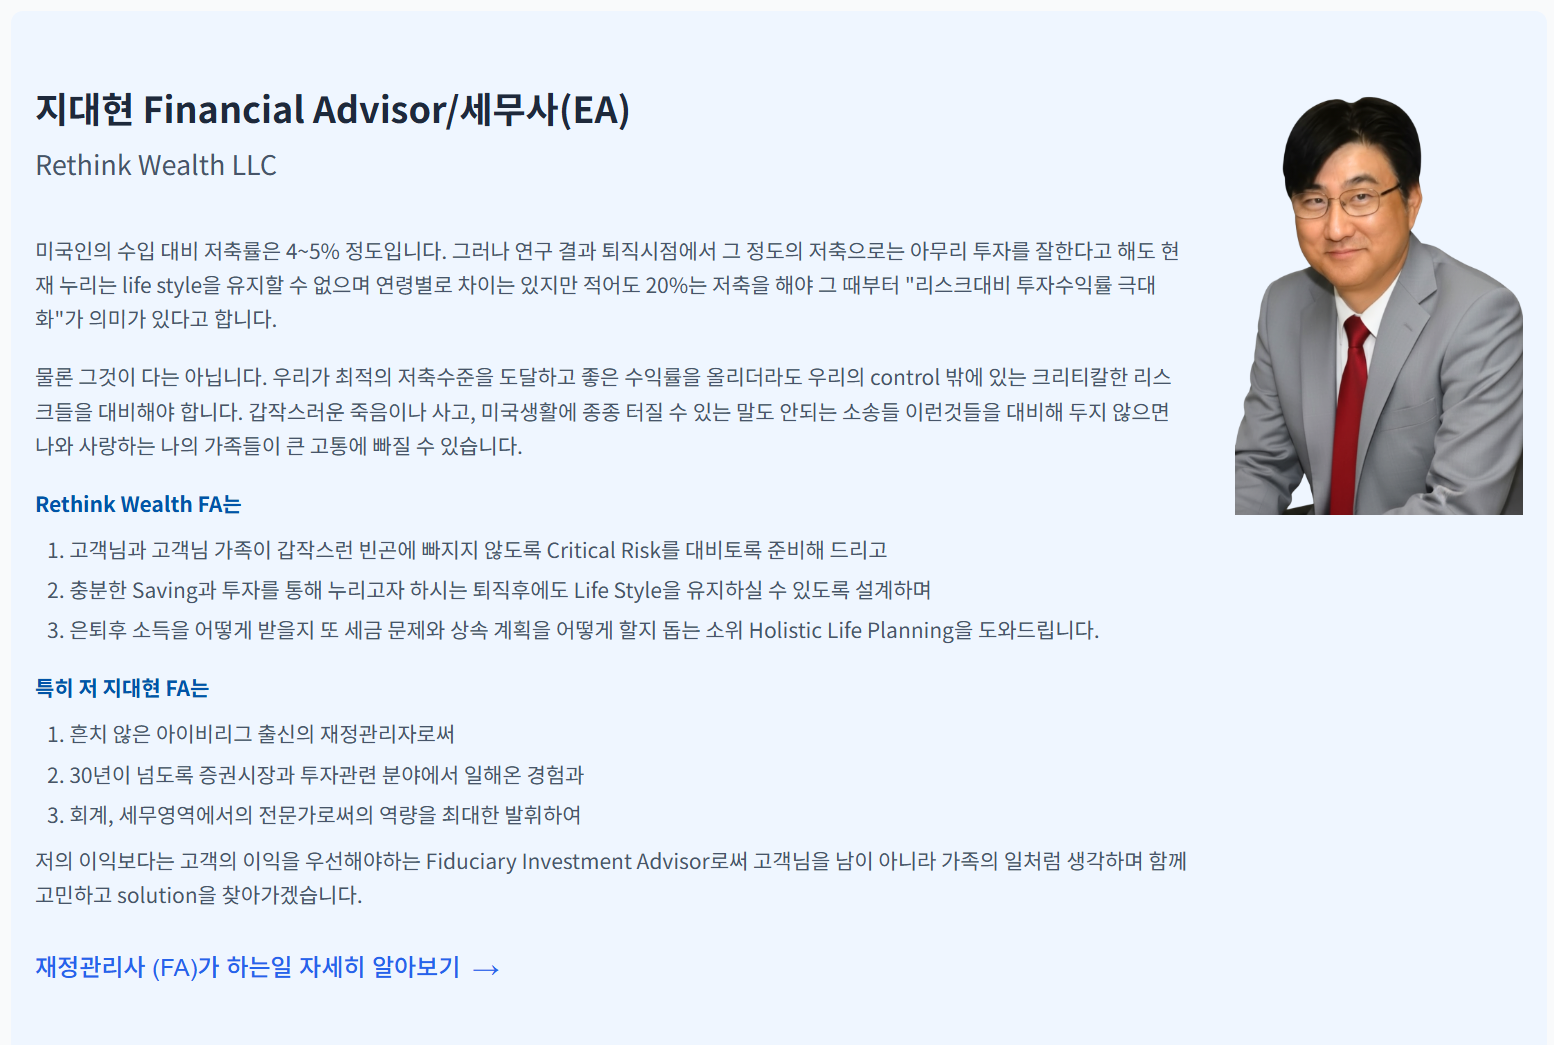 지대현 Financial Advisor/세무사(EA)
Rethink Wealth LLC
미국인의 수입 대비 저축률은 4~5% 정도입니다. 그러나 연구 결과 퇴직시점에서 그 정도의 저축으로는 아무리 투자를 잘한다고 해도 현
재 누리는 life style을 유지할 수 없으며 연령별로 차이는 있지만 적어도 20%는 저축을 해야 그 때부터 "리스크대비 투자수익률 극대
화"가 의미가 있다고 합니다.
물론 그것이 다는 아닙니다. 우리가 최적의 저축수준을 도달하고 좋은 수익률을 올리더라도 우리의 control 밖에 있는 크리티칼한 리스
크들을 대비해야 합니다. 갑작스러운 죽음이나 사고, 미국생활에 종종 터질 수 있는 말도 안되는 소송들 이런것들을 대비해 두지 않으면
나와 사랑하는 나의 가족들이 큰 고통에 빠질 수 있습니다.
Rethink Wealth FA는
1. 고객님과 고객님 가족이 갑작스런 빈곤에 빠지지 않도록 Critical Risk를 대비토록 준비해 드리고
2. 충분한 Saving과 투자를 통해 누리고자 하시는 퇴직후에도 Life Style을 유지하실 수 있도록 설계하며
3. 은퇴후 소득을 어떻게 받을지 또 세금 문제와 상속 계획을 어떻게 할지 돕는 소위 Holistic Life Planning을 도와드립니다.
특히 저 지대현 FA는
1. 흔치 않은 아이비리그 출신의 재정관리자로써
2. 30년이 넘도록 증권시장과 투자관련 분야에서 일해온 경험과
3. 회계, 세무영역에서의 전문가로써의 역량을 최대한 발휘하여
저의 이익보다는 고객의 이익을 우선해야하는 Fiduciary Investment Advisor로써 고객님을 남이 아니라 가족의 일처럼 생각하며 함께
고민하고 solution을 찾아가겠습니다.
재정관리사 (FA)가 하는일 자세히 알아보기 →